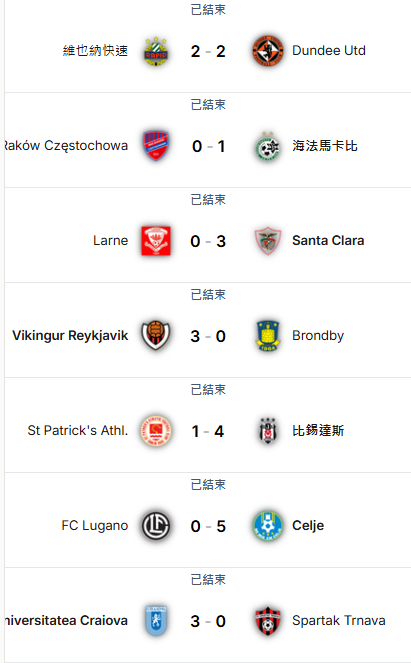 已結束
維也納快速 2 - 2 Dundee Utd
已結束
Raków Częstochowa 0 - 1 海法馬卡比
已結束
Larne 0 - 3 Santa Clara
已結束
Vikingur Reykjavik 3 - 0 Brondby
已結束
St Patrick's Athl. 1 - 4 比錫達斯
已結束
FC Lugano 0 - 5 Celje
已結束
niversitatea Craiova 3 - 0 Spartak Trnava